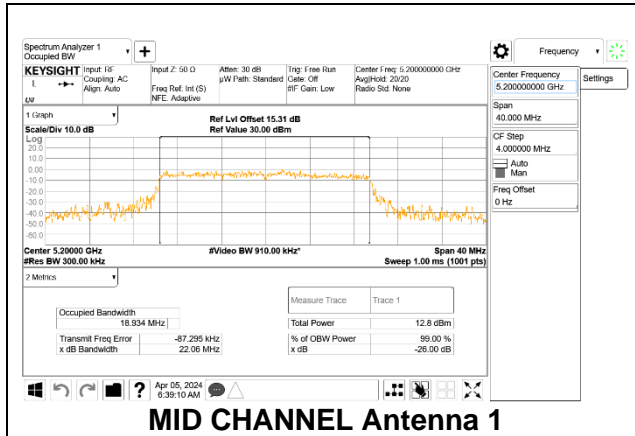 Spectrum Analyzer 1
Occupied BW
Frequency
KEYSIGHT
Input: RF
Coupling: AC
Align: Auto
Input Z: 50 Ω
Freq Ref: Int (S)
NFE: Adaptive
Atten: 30 dB
µW Path: Standard
Trig: Free Run
Gate: Off
#IF Gain: Low
Center Freq: 5.200000000 GHz
Avg|Hold: 20/20
Radio Std: None
L
Center Frequency
5.200000000 GHz
Settings
Span
40.000 MHz
CF Step
4.000000 MHz
Auto
Man
Freq Offset
0 Hz
1 Graph
Scale/Div 10.0 dB
Ref Lvl Offset 15.31 dB
Ref Value 30.00 dBm
Log
20.0
10.0
0.00
-10.0
-20.0
-30.0
-40.0
-50.0
-60.0
Center 5.20000 GHz
#Res BW 300.00 kHz
#Video BW 910.00 kHz*
Span 40 MHz
Sweep 1.00 ms (1001 pts)
2 Metrics
Measure Trace
Trace 1
Occupied Bandwidth
18.934 MHz
Total Power
12.8 dBm
Transmit Freq Error
-87.295 kHz
% of OBW Power
99.00 %
x dB Bandwidth
22.06 MHz
x dB
-26.00 dB
?
Apr 05, 2024
6:39:10 AM
MID CHANNEL Antenna 1